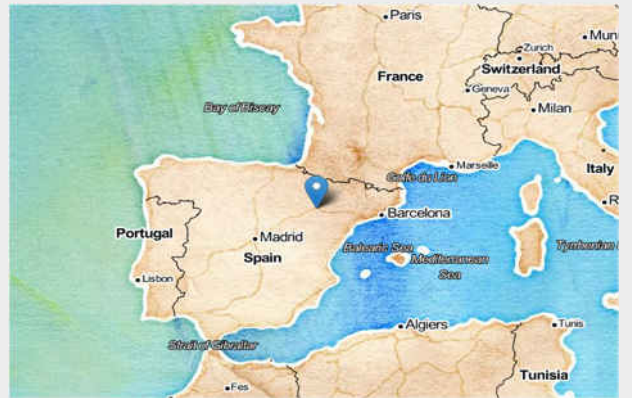 Paris
Mun
Zurich
Switzerland
France
Geneva
Milan
Bay of Biscay
Marseille
Italy
Golfe du Lion
R
Barcelona
Portugal
Madrid
Balearic Sea
Tyrrhenian
Spain
Mediterranean
Sea
Lisbon
Algiers
Tunis
Strait of Gibraltar
Tunisia
Fes